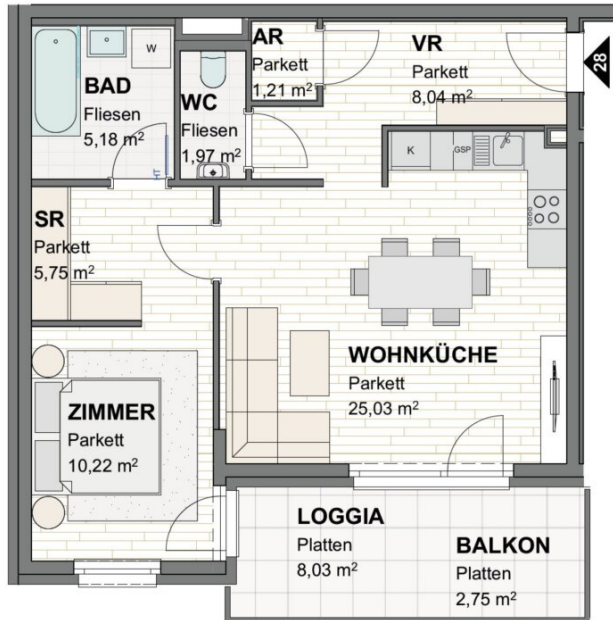 AR
Parkett
1,21 m²
VR
Parkett
8,04 m²
28
BAD
Fliesen
5,18 m²
W
WC
Fliesen
1,97 m²
HT
K
GSP
SR
Parkett
5,75 m²
WOHNKÜCHE
Parkett
25,03 m²
ZIMMER
Parkett
10,22 m²
LOGGIA
Platten
8,03 m²
BALKON
Platten
2,75 m²